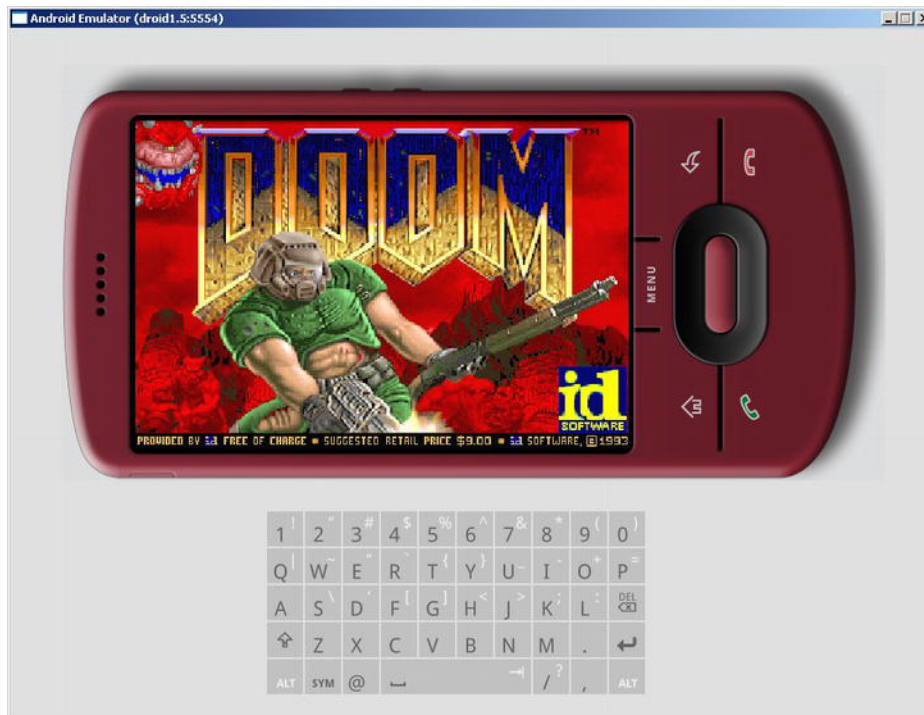 Android Emulator (droid1.5:5554)
DOOM
TM
MENU
id
SOFTWARE
PROVIDED BY id FREE OF CHARGE ■ SUGGESTED RETAIL PRICE $9.00 ■ id SOFTWARE, © 1993
1 ! 2 " 3 # 4 $ 5 % 6 ^ 7 & 8 * 9 ( 0 )
Q | W ~ E " R ` T { Y } U _ I - O + P =
A S \ D ' F [ G ] H < J > K ; L : DEL
Z X C V B N M .
ALT SYM @ / ? , ALT